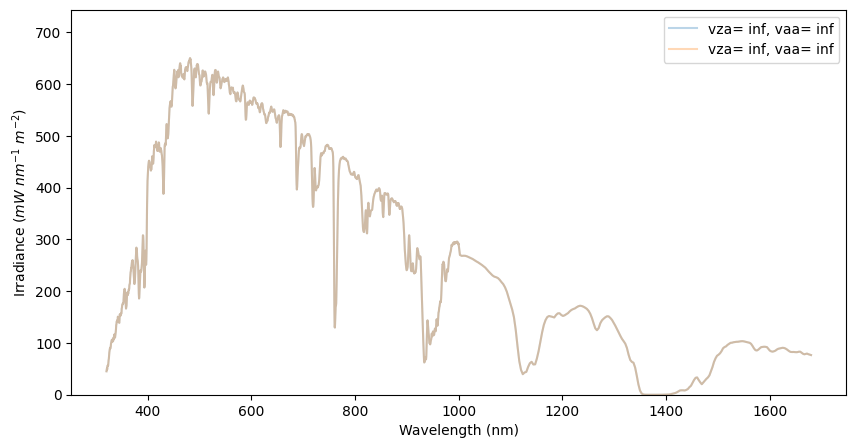 700
600
500
400
300
200
100
0
Irradiance (mW nm⁻¹ m⁻²)
vza= inf, vaa= inf
vza= inf, vaa= inf
400 600 800 1000 1200 1400 1600
Wavelength (nm)